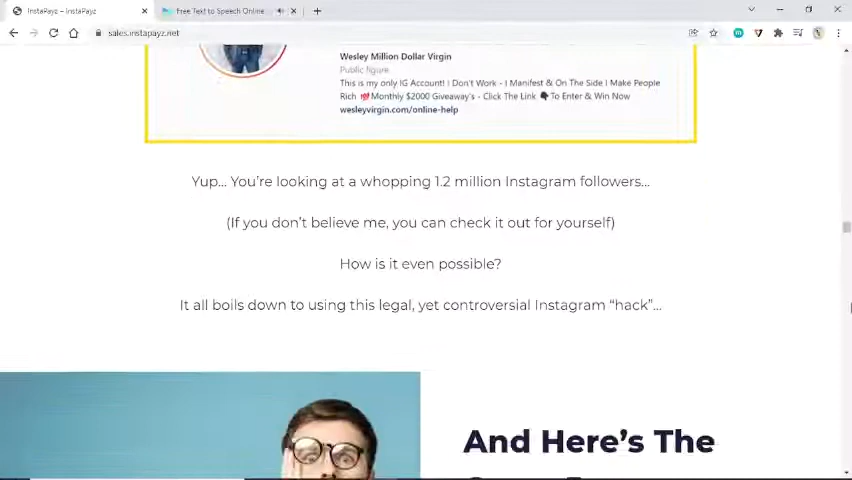 InstaPayz – InstaPayz
Free Text to Speech Online
sales.instapayz.net
Wesley Million Dollar Virgin
Public figure
This is my only IG Account! I Don't Work - I Manifest & On The Side I Make People
Rich 💯Monthly $2000 Giveaway's - Click The Link 👇🏿To Enter & Win Now
wesleyvirgin.com/online-help
Yup... You're looking at a whopping 1.2 million Instagram followers...
(If you don't believe me, you can check it out for yourself)
How is it even possible?
It all boils down to using this legal, yet controversial Instagram “hack”...
And Here's The